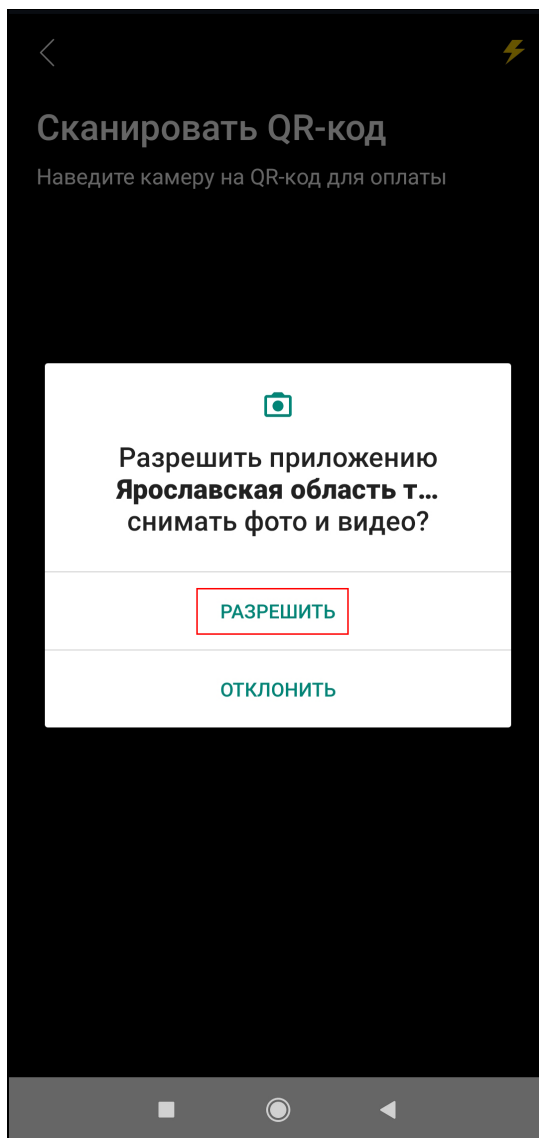 Сканировать QR-код
Наведите камеру на QR-код для оплаты
Разрешить приложению
Ярославская область т...
снимать фото и видео?
РАЗРЕШИТЬ
ОТКЛОНИТЬ